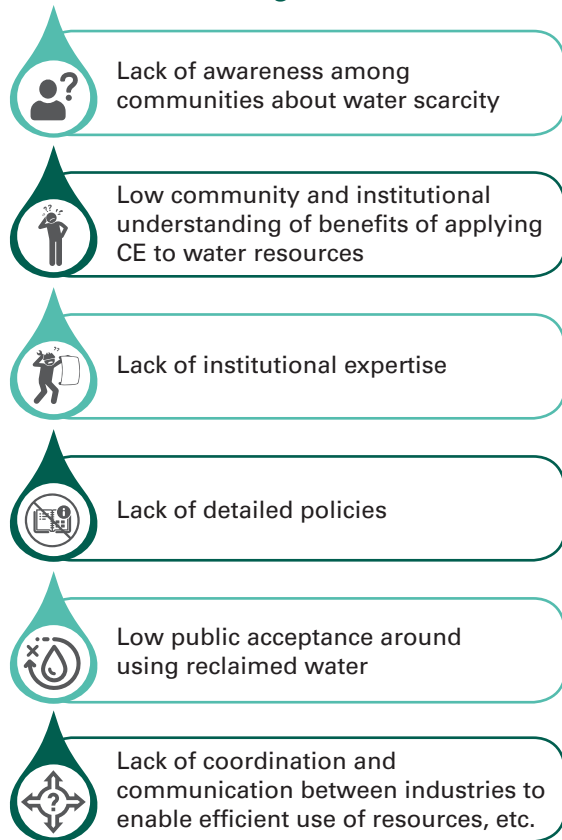 Lack of awareness among
communities about water scarcity
Low community and institutional
understanding of benefits of applying
CE to water resources
Lack of institutional expertise
Lack of detailed policies
Low public acceptance around
using reclaimed water
Lack of coordination and
communication between industries to
enable efficient use of resources, etc.